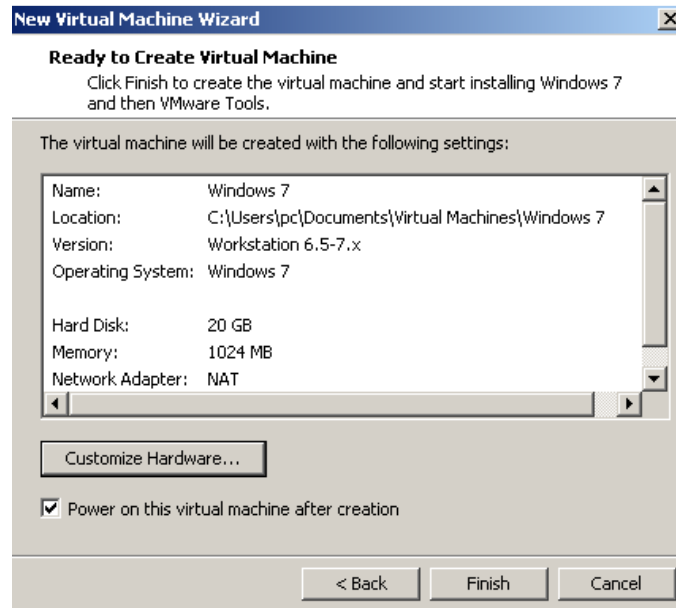 New Virtual Machine Wizard
Ready to Create Virtual Machine
Click Finish to create the virtual machine and start installing Windows 7
and then VMware Tools.
The virtual machine will be created with the following settings:
Name: Windows 7
Location: C:\Users\pc\Documents\Virtual Machines\Windows 7
Version: Workstation 6.5-7.x
Operating System: Windows 7
Hard Disk: 20 GB
Memory: 1024 MB
Network Adapter: NAT
Customize Hardware...
Power on this virtual machine after creation
< Back Finish Cancel